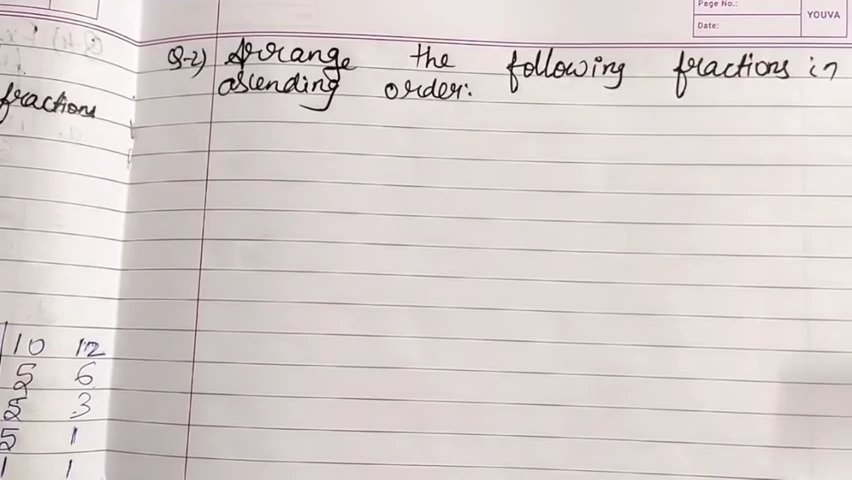 Page No.:
Date:
YOUVA
Q-2) Arrange the following fractions in
ascending order:
fractions
10 12
5 6
5 3
5 1
1 1